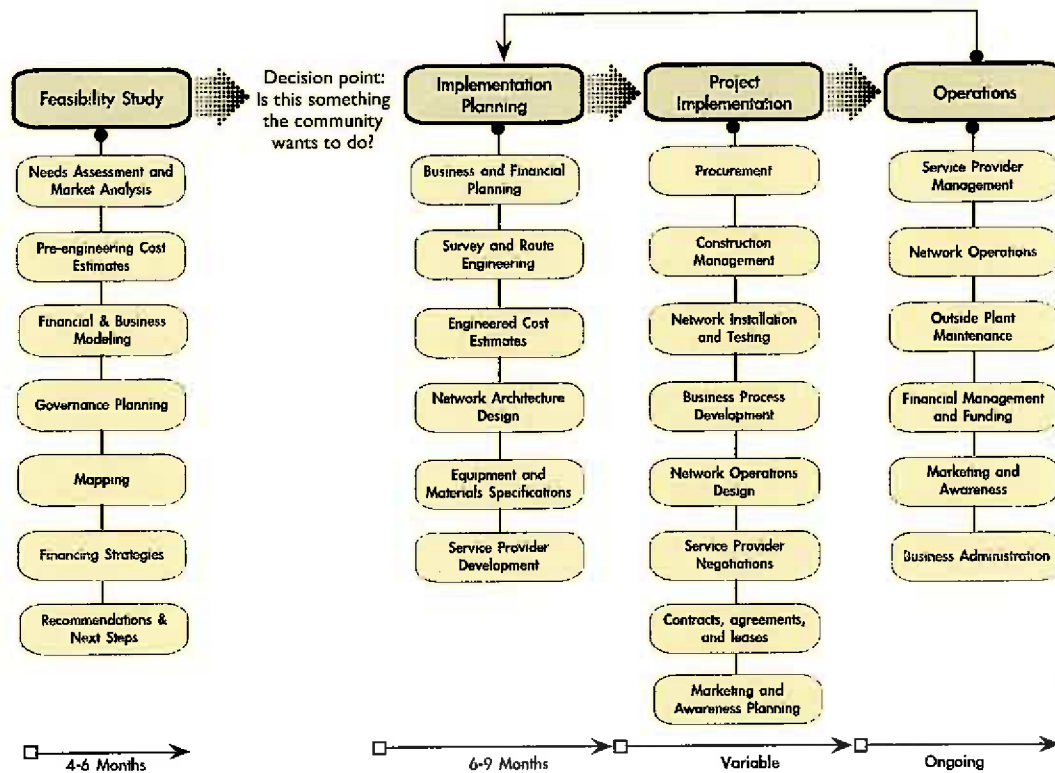 Feasibility Study
Decision point:
Is this something
the community
wants to do?
Implementation
Planning
Project
Implementation
Operations
Needs Assessment and
Market Analysis
Pre-engineering Cost
Estimates
Financial & Business
Modeling
Governance Planning
Mapping
Financing Strategies
Recommendations &
Next Steps
Business and Financial
Planning
Survey and Route
Engineering
Engineered Cost
Estimates
Network Architecture
Design
Equipment and
Materials Specifications
Service Provider
Development
Procurement
Construction
Management
Network Installation
and Testing
Business Process
Development
Network Operations
Design
Service Provider
Negotiations
Contracts, agreements,
and leases
Marketing and
Awareness Planning
Service Provider
Management
Network Operations
Outside Plant
Maintenance
Financial Management
and Funding
Marketing and
Awareness
Business Administration
4-6 Months
6-9 Months
Variable
Ongoing